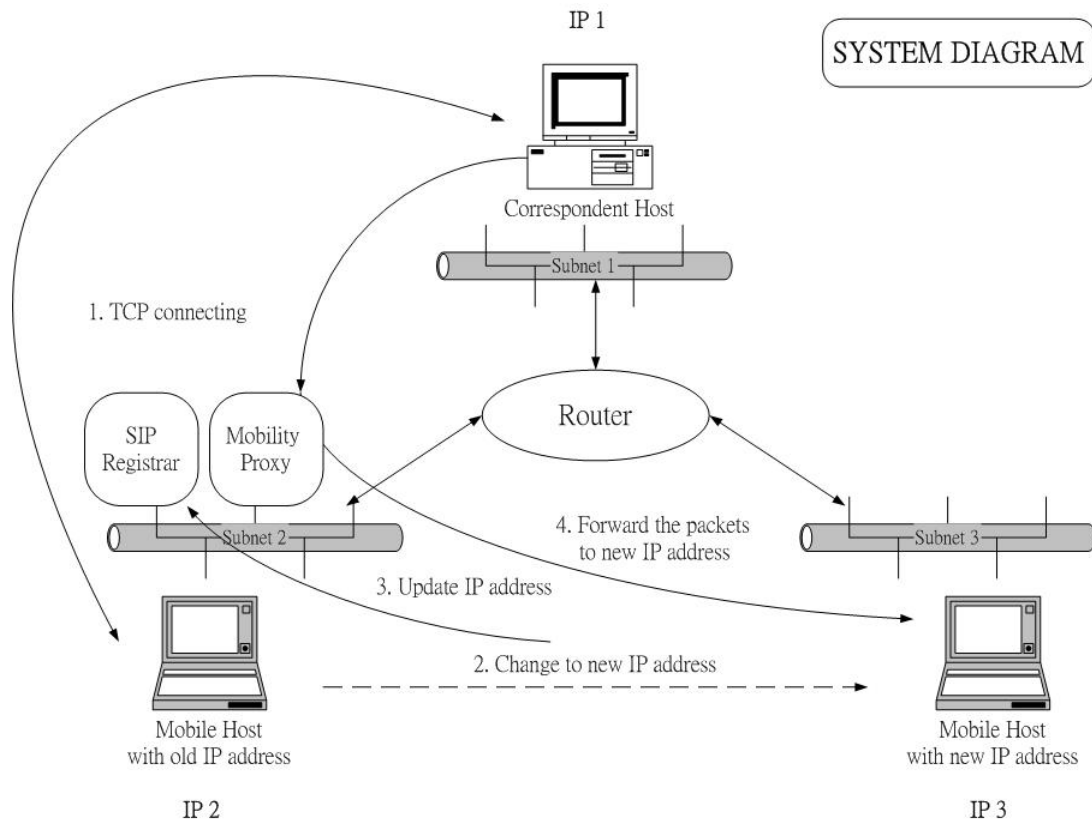 IP 1
SYSTEM DIAGRAM
Correspondent Host
Subnet 1
1. TCP connecting
Router
SIP
Registrar
Mobility
Proxy
Subnet 2
4. Forward the packets
to new IP address
Subnet 3
3. Update IP address
2. Change to new IP address
Mobile Host
with old IP address
Mobile Host
with new IP address
IP 2
IP 3